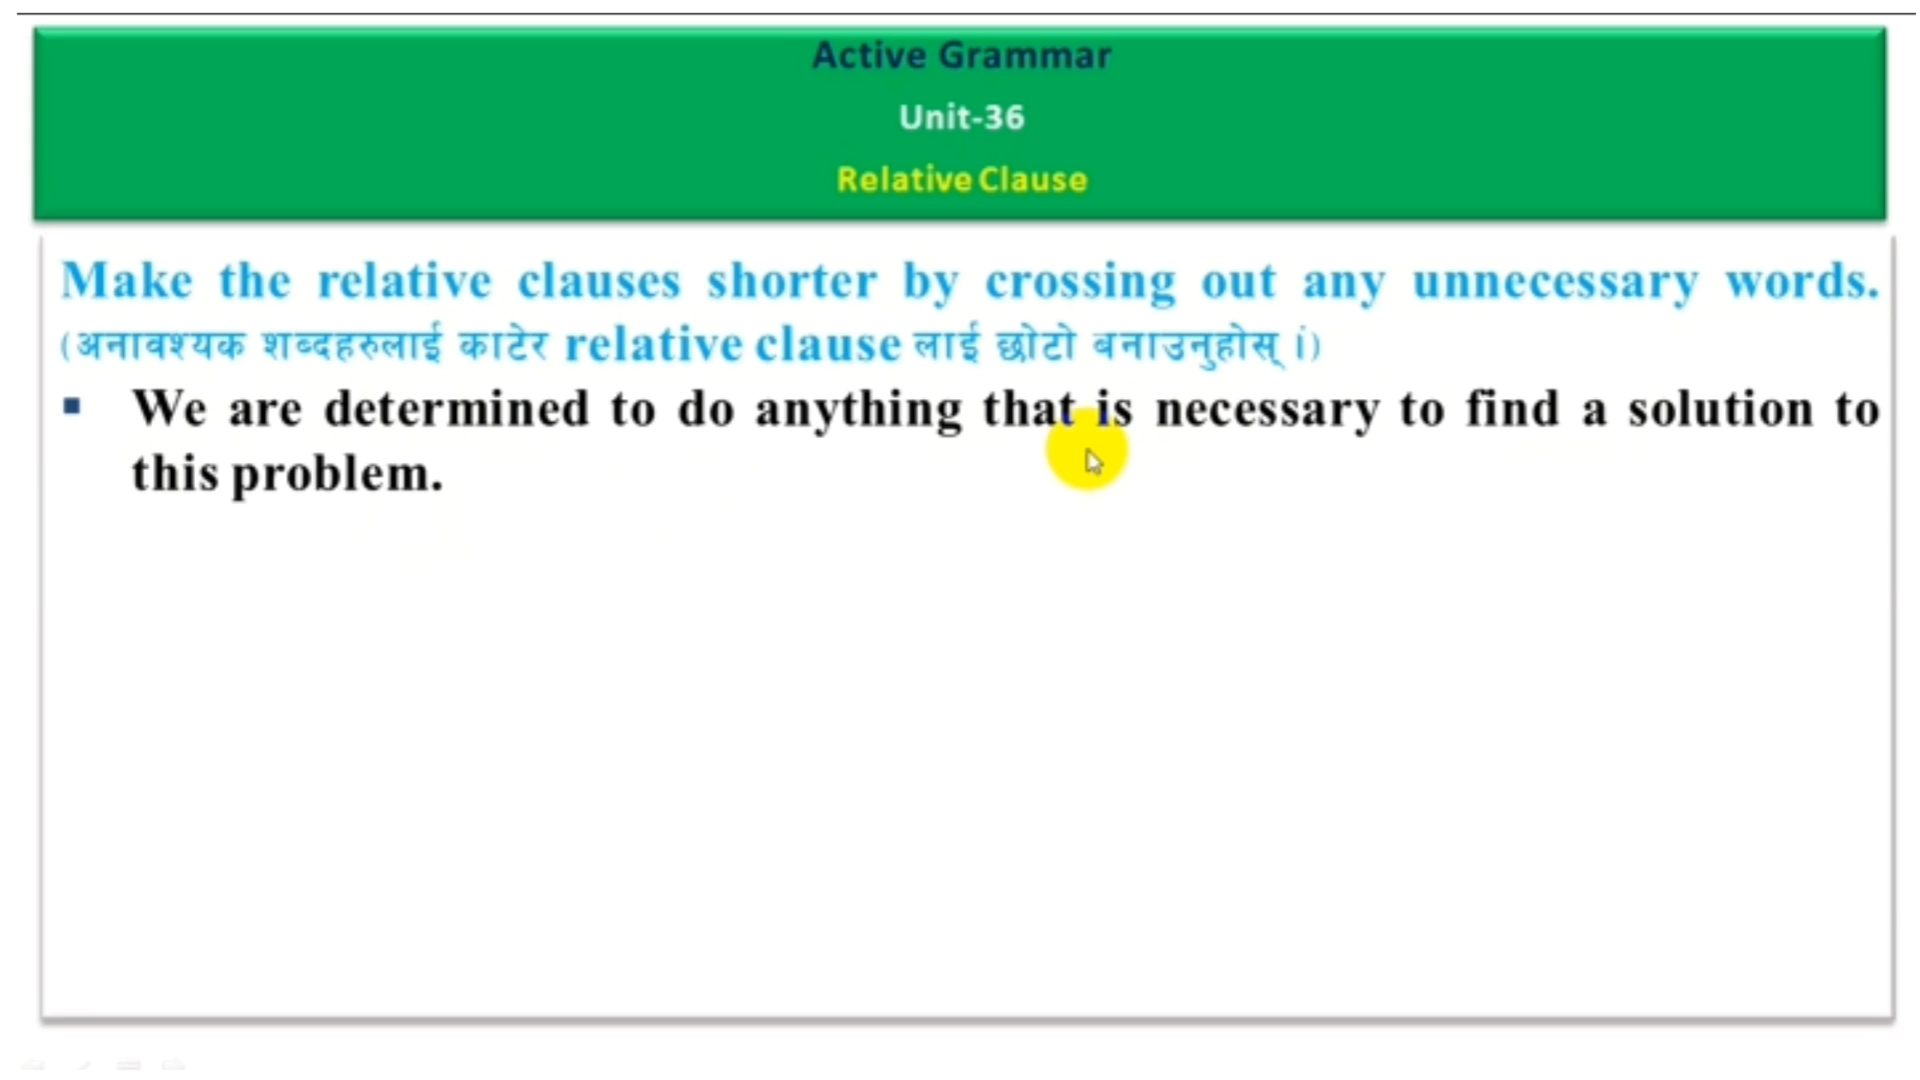 Active Grammar
Unit-36
Relative Clause
Make the relative clauses shorter by crossing out any unnecessary words.
(अनावश्यक शब्दहरुलाई काटेर relative clause लाई छोटो बनाउनुहोस् ।)
▪ We are determined to do anything that is necessary to find a solution to
this problem.